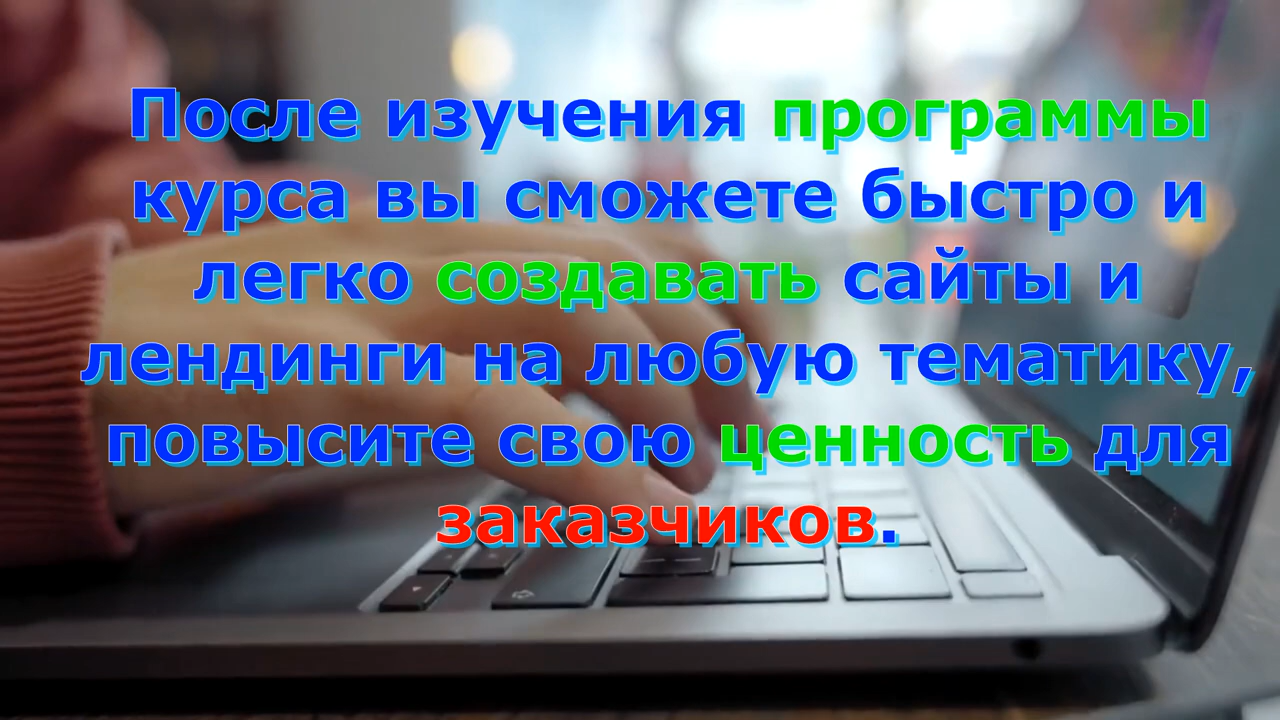 После изучения программы
курса вы сможете быстро и
легко создавать сайты и
лендинги на любую тематику,
повысите свою ценность для
заказчиков.